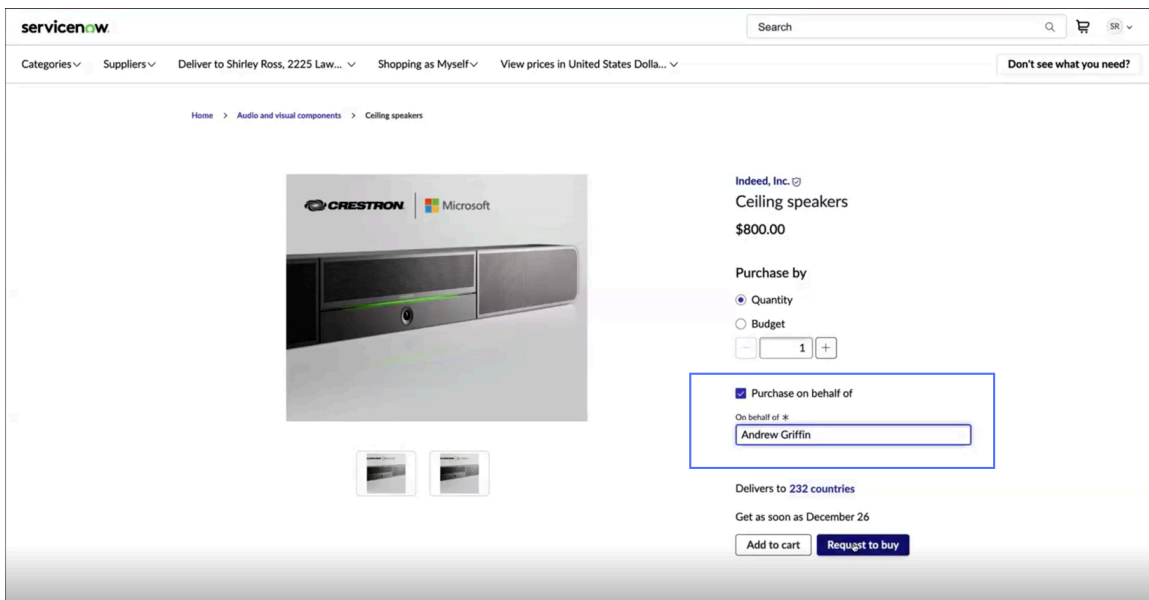 servicenow
Search
SR
Categories Suppliers Deliver to Shirley Ross, 2225 Law... Shopping as Myself View prices in United States Dolla... Don't see what you need?
Home > Audio and visual components > Ceiling speakers
CRESTRON Microsoft
Indeed, Inc.
Ceiling speakers
$800.00
Purchase by
Quantity
Budget
1
Purchase on behalf of
On behalf of *
Andrew Griffin
Delivers to 232 countries
Get as soon as December 26
Add to cart Request to buy